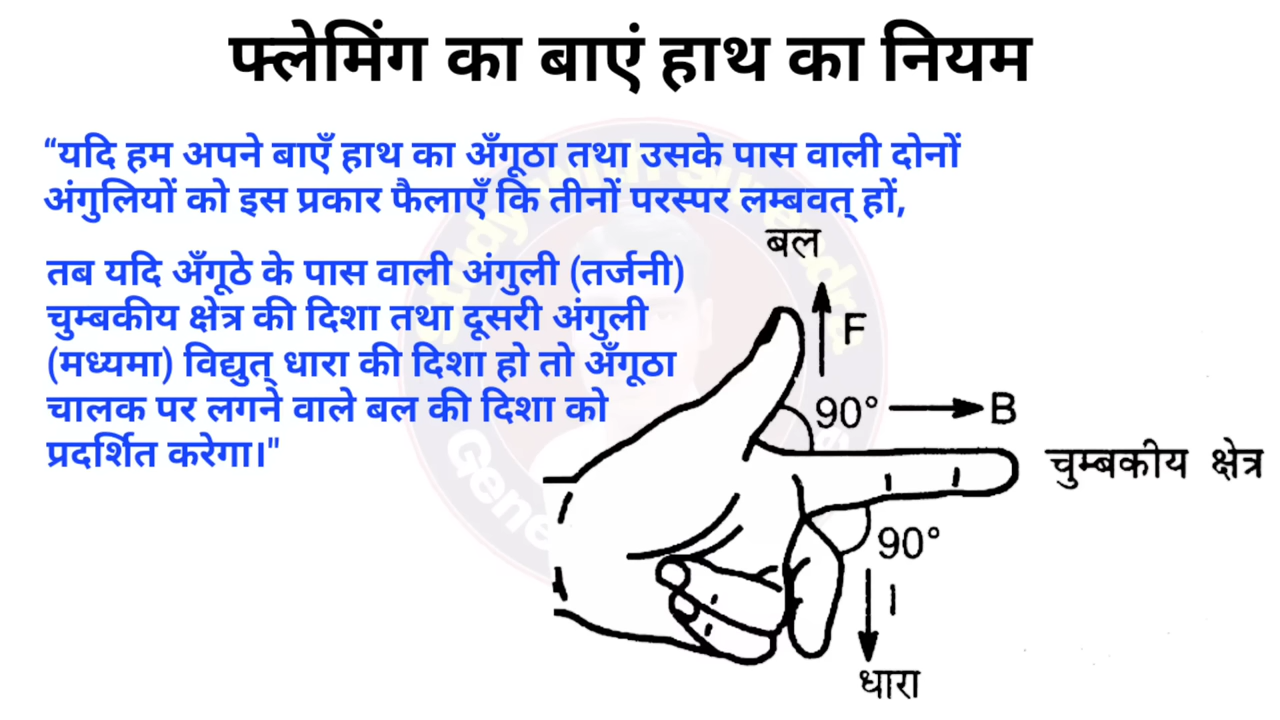 फ्लेमिंग का बाएं हाथ का नियम
“यदि हम अपने बाएँ हाथ का अँगूठा तथा उसके पास वाली दोनों
अंगुलियों को इस प्रकार फैलाएँ कि तीनों परस्पर लम्बवत् हों,
तब यदि अँगूठे के पास वाली अंगुली (तर्जनी)
चुम्बकीय क्षेत्र की दिशा तथा दूसरी अंगुली
(मध्यमा) विद्युत् धारा की दिशा हो तो अँगूठा
चालक पर लगने वाले बल की दिशा को
प्रदर्शित करेगा।"
बल
F
90°
B
चुम्बकीय क्षेत्र
90°
I
धारा